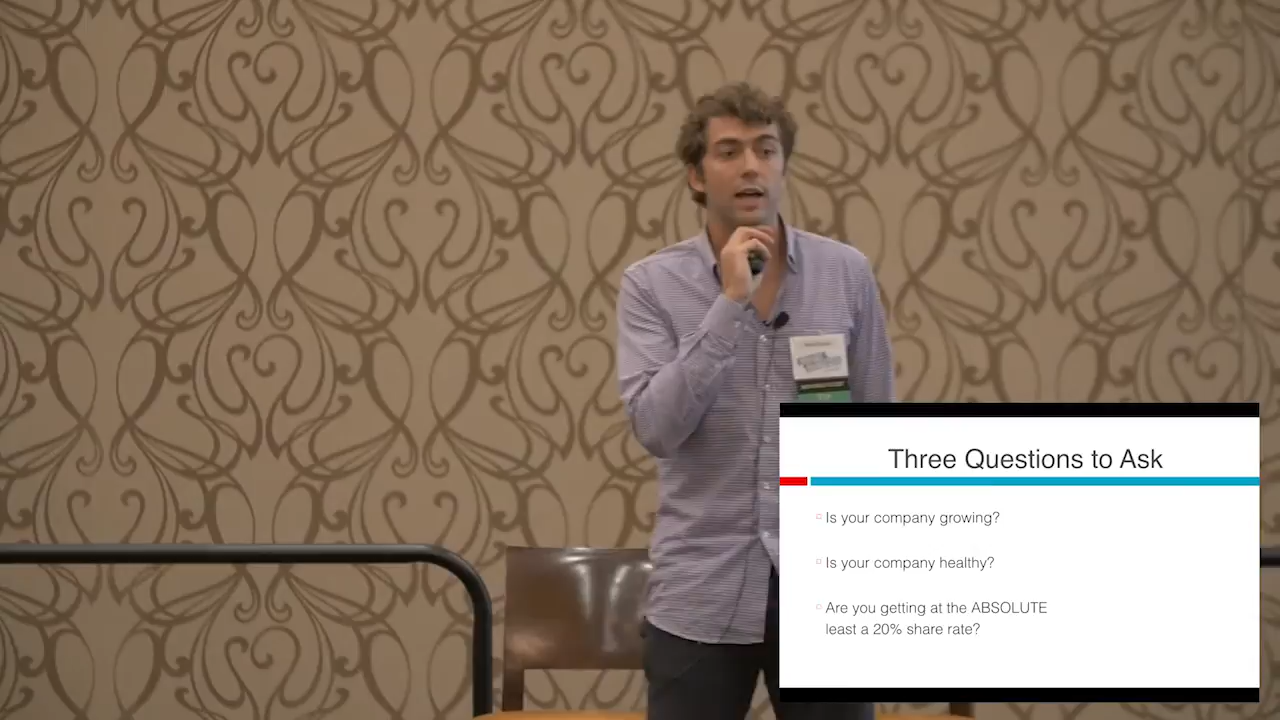 Three Questions to Ask
Is your company growing?
Is your company healthy?
Are you getting at the ABSOLUTE
least a 20% share rate?